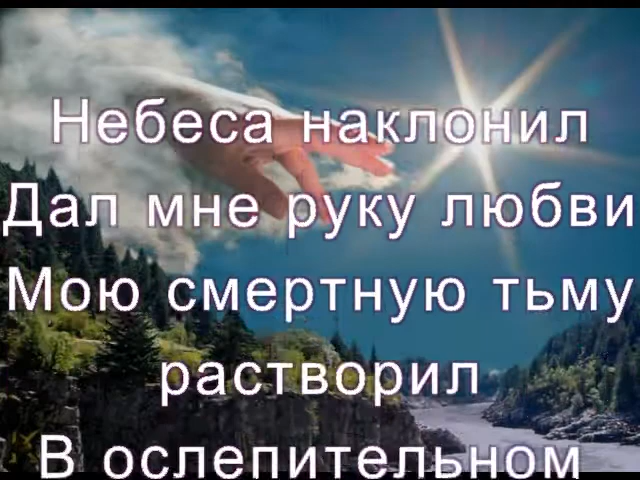 Небеса наклонил
Дал мне руку любви
Мою смертную тьму
растворил
В ослепительном